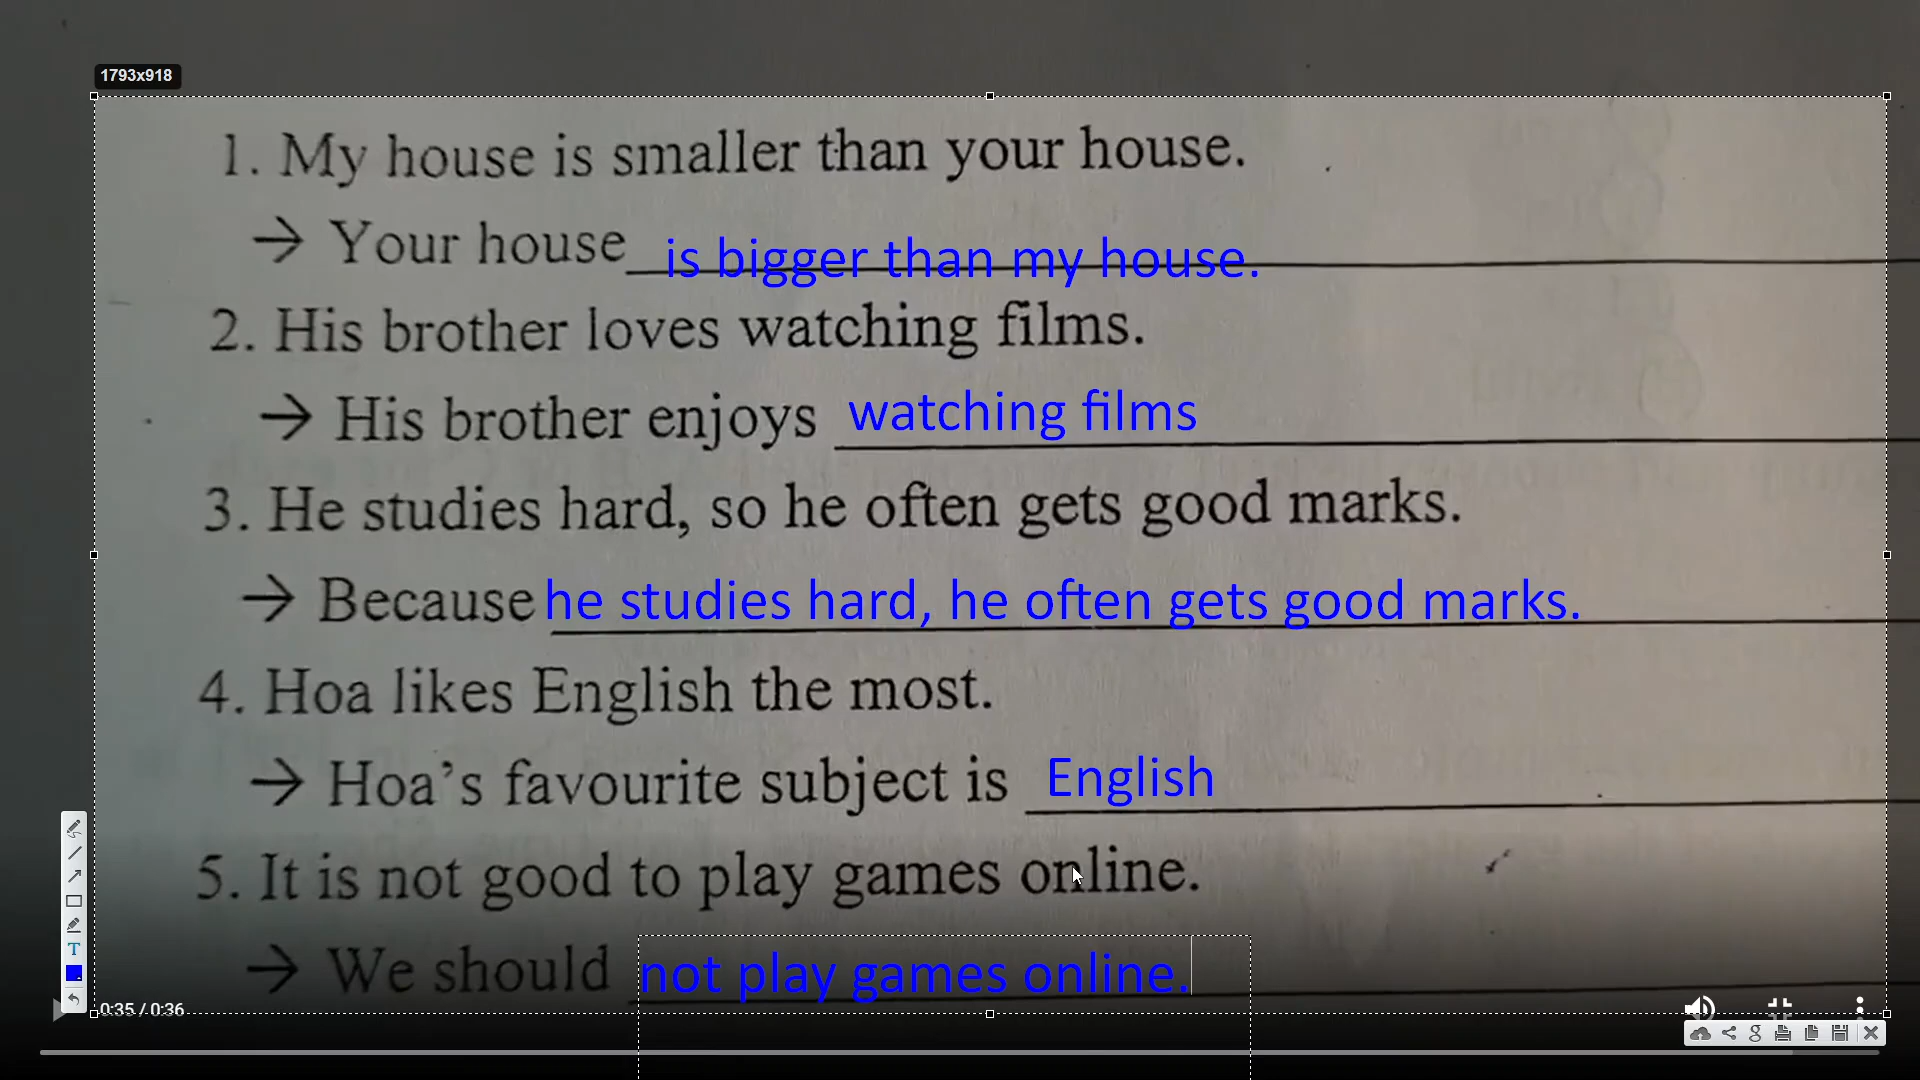 1793x918
1. My house is smaller than your house.
→ Your house is bigger than my house.
2. His brother loves watching films.
→ His brother enjoys watching films
3. He studies hard, so he often gets good marks.
→ Because he studies hard, he often gets good marks.
4. Hoa likes English the most.
→ Hoa’s favourite subject is English
5. It is not good to play games online.
→ We should not play games online.
0:35 / 0:36